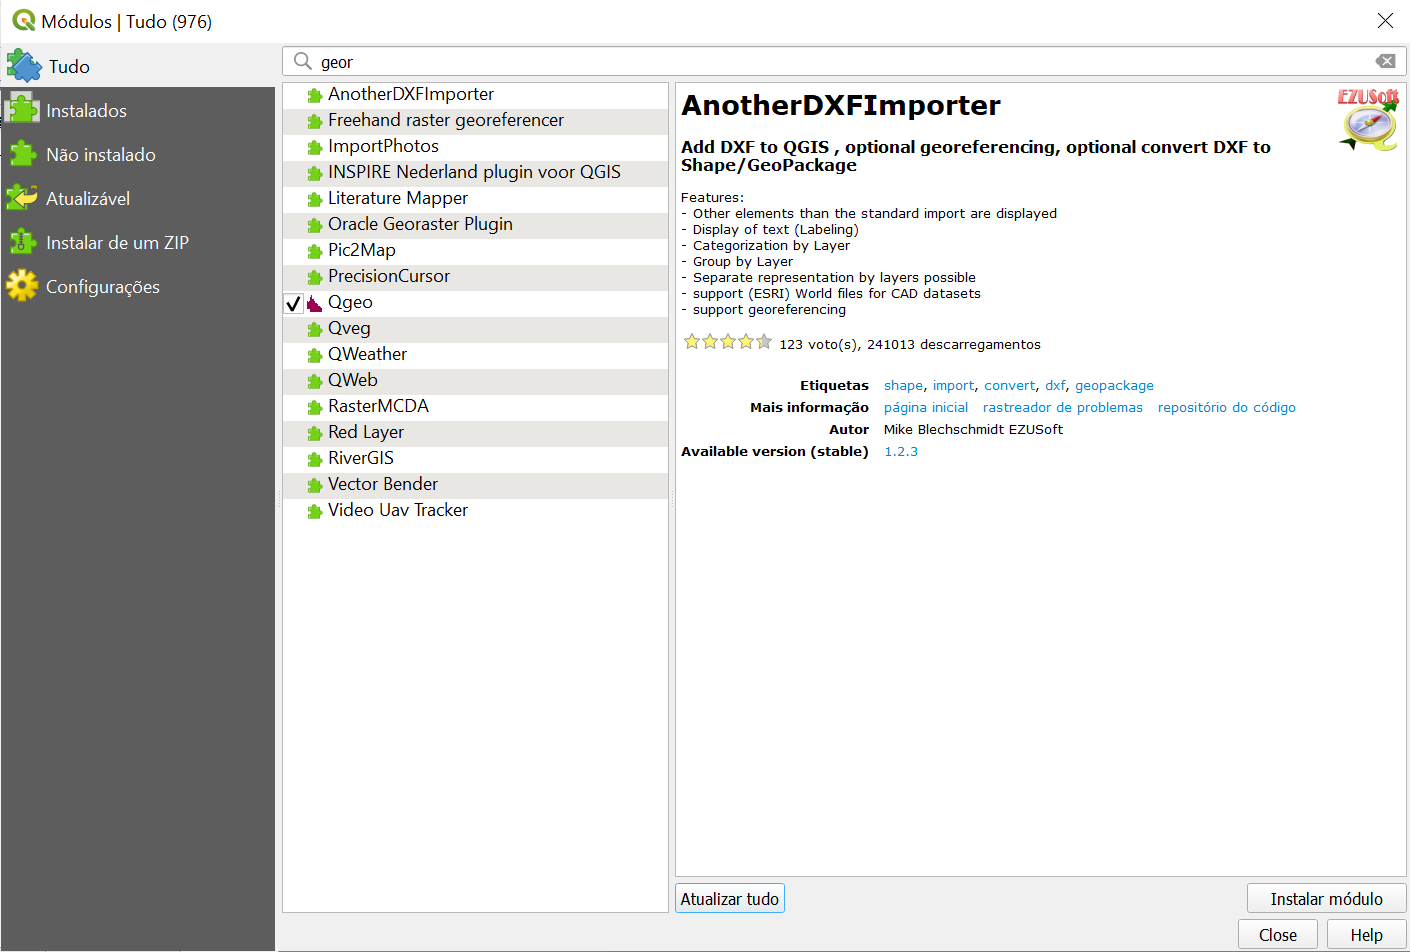 Módulos | Tudo (976)
Tudo
Instalados
Não instalado
Atualizável
Instalar de um ZIP
Configurações
geor
AnotherDXFImporter
Freehand raster georeferencer
ImportPhotos
INSPIRE Nederland plugin voor QGIS
Literature Mapper
Oracle Georaster Plugin
Pic2Map
PrecisionCursor
Qgeo
Qveg
QWeather
QWeb
RasterMCDA
Red Layer
RiverGIS
Vector Bender
Video Uav Tracker
AnotherDXFImporter
EZUSoft
Add DXF to QGIS , optional georeferencing, optional convert DXF to
Shape/GeoPackage
Features:
- Other elements than the standard import are displayed
- Display of text (Labeling)
- Categorization by Layer
- Group by Layer
- Separate representation by layers possible
- support (ESRI) World files for CAD datasets
- support georeferencing
123 voto(s), 241013 descarregamentos
Etiquetas shape, import, convert, dxf, geopackage
Mais informação página inicial rastreador de problemas repositório do código
Autor Mike Blechschmidt EZUSoft
Available version (stable) 1.2.3
Atualizar tudo
Instalar módulo
Close
Help